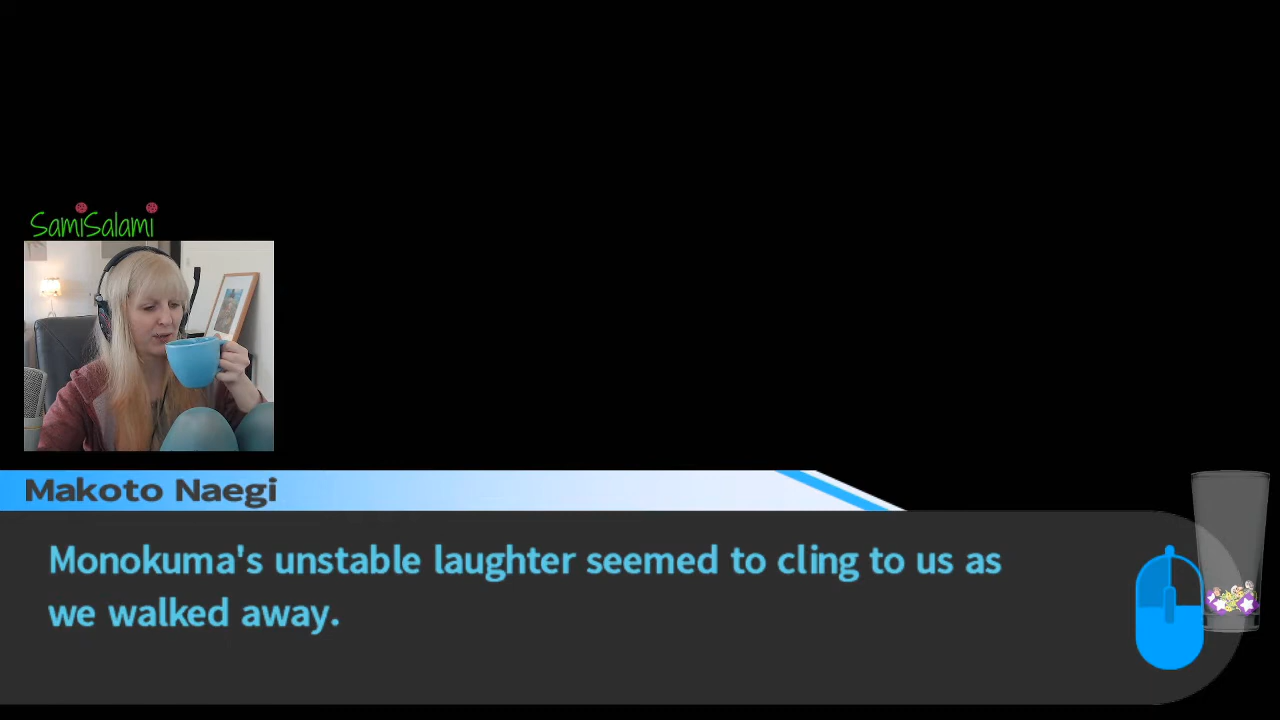 SamiSalami
Makoto Naegi
Monokuma's unstable laughter seemed to cling to us as
we walked away.